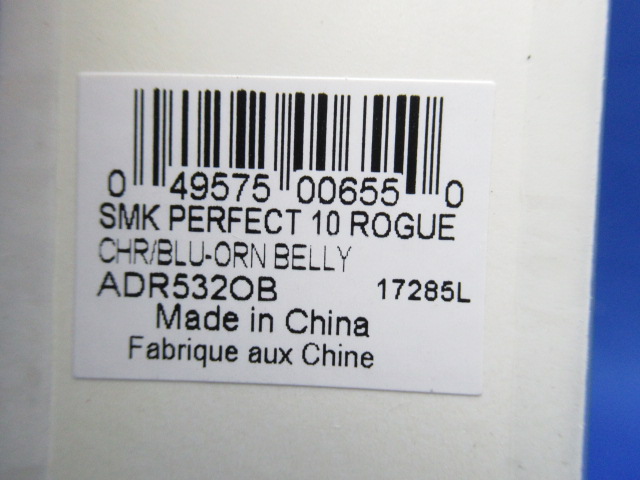 0 49575 00655 0
SMK PERFECT 10 ROGUE
CHR/BLU-ORN BELLY
ADR532OB 17285L
Made in China
Fabrique aux Chine